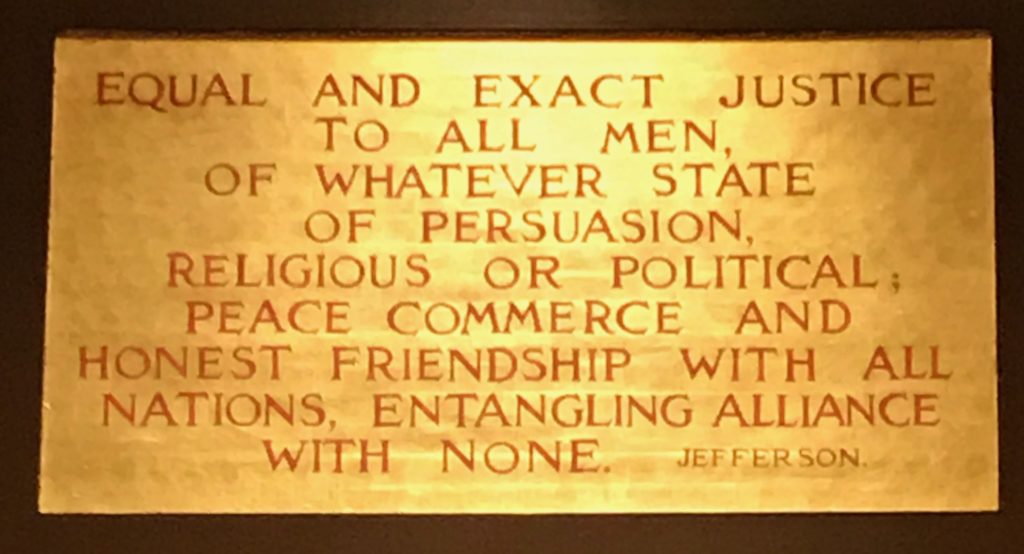 EQUAL AND EXACT JUSTICE
TO ALL MEN,
OF WHATEVER STATE
OF PERSUASION,
RELIGIOUS OR POLITICAL;
PEACE COMMERCE AND
HONEST FRIENDSHIP WITH ALL
NATIONS, ENTANGLING ALLIANCE
WITH NONE. JEFFERSON.